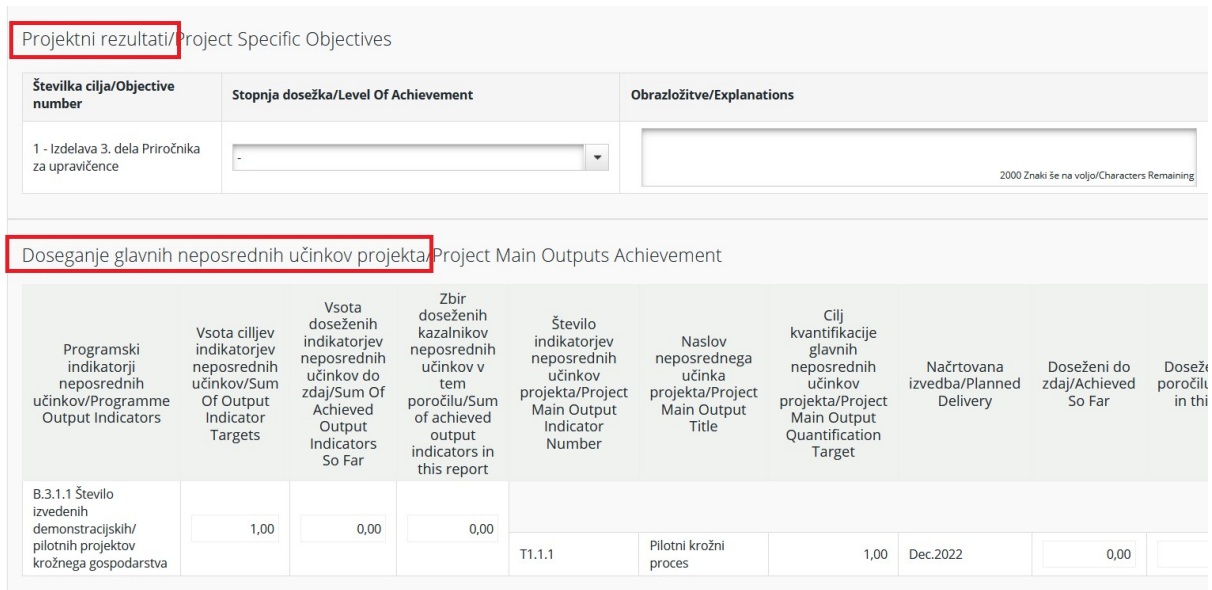 Projektni rezultati/Project Specific Objectives
Številka cilja/Objective
number
Stopnja dosežka/Level Of Achievement
Obrazložitve/Explanations
1 - Izdelava 3. dela Priročnika
za upravičence
-
2000 Znaki še na voljo/Characters Remaining
Doseganje glavnih neposrednih učinkov projekta/Project Main Outputs Achievement
Programski
indikatorji
neposrednih
učinkov/Programme
Output Indicators
Vsota cilljev
indikatorjev
neposrednih
učinkov/Sum
Of Output
Indicator
Targets
Vsota
doseženih
indikatorjev
neposrednih
učinkov do
zdaj/Sum Of
Achieved
Output
Indicators
So Far
Zbir
doseženih
kazalnikov
neposrednih
učinkov v
tem
poročilu/Sum
of achieved
output
indicators in
this report
Število
indikatorjev
neposrednih
učinkov
projekta/Project
Main Output
Indicator
Number
Naslov
neposrednega
učinka
projekta/Project
Main Output
Title
Cilj
kvantifikacije
glavnih
neposrednih
učinkov
projekta/Project
Main Output
Quantification
Target
Načrtovana
izvedba/Planned
Delivery
Doseženi do
zdaj/Achieved
So Far
Doseže
poročilu
in thi
B.3.1.1 Število
izvedenih
demonstracijskih/
pilotnih projektov
krožnega gospodarstva
1,00
0,00
0,00
T1.1.1
Pilotni krožni
proces
1,00
Dec.2022
0,00